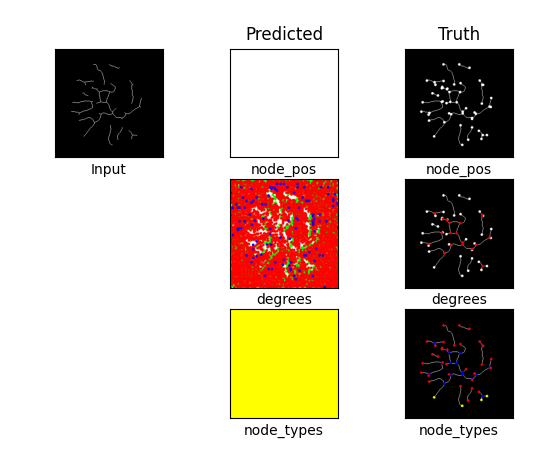 Predicted
Truth
Input
node_pos
node_pos
degrees
degrees
node_types
node_types